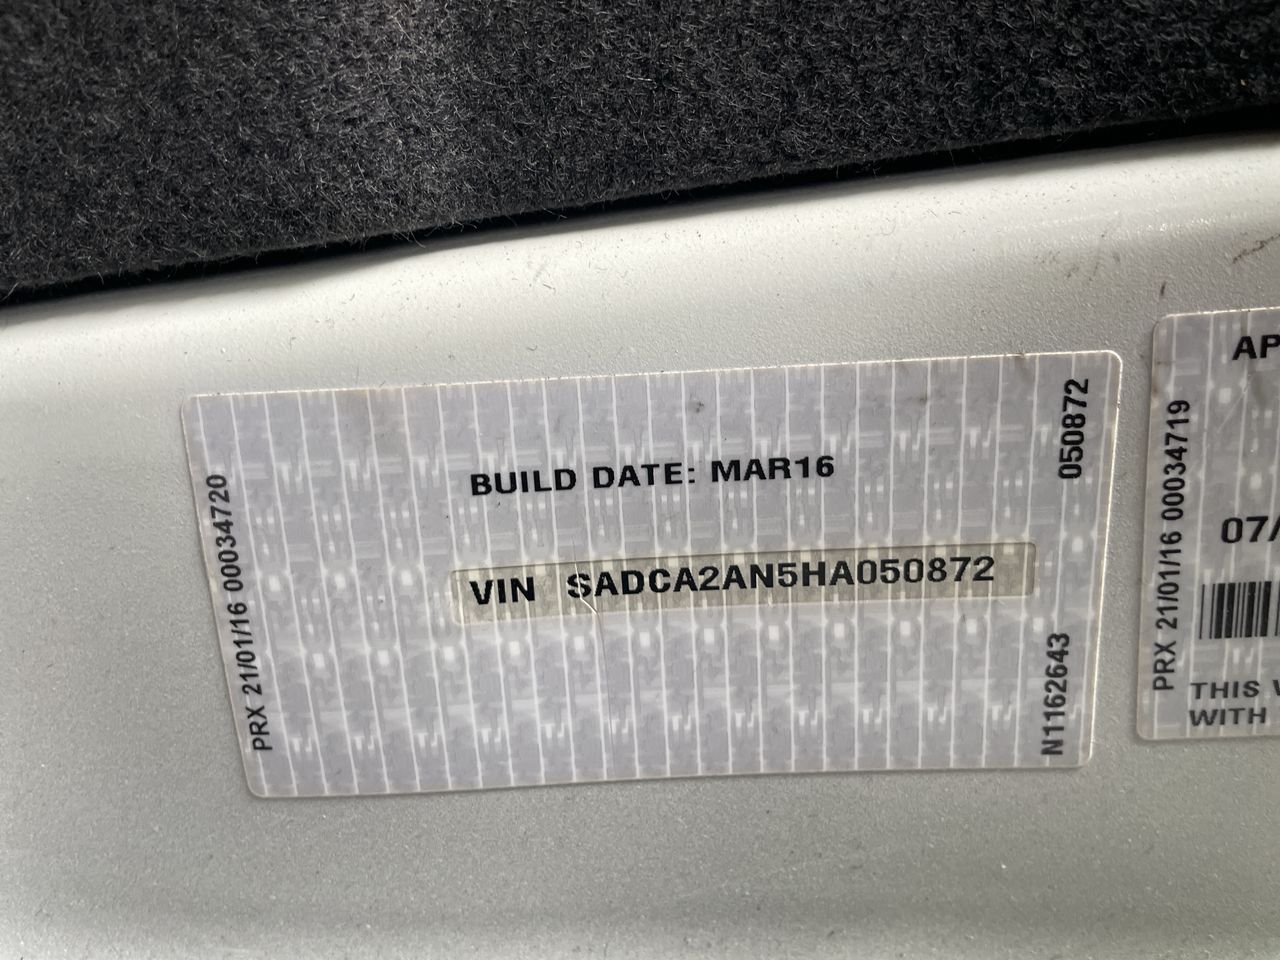 BUILD DATE: MAR16
VIN SADCA2AN5HA050872
PRX 21/01/16 00034720
050872
N1162643
PRX 21/01/16 00034719
07/
THIS
WITH